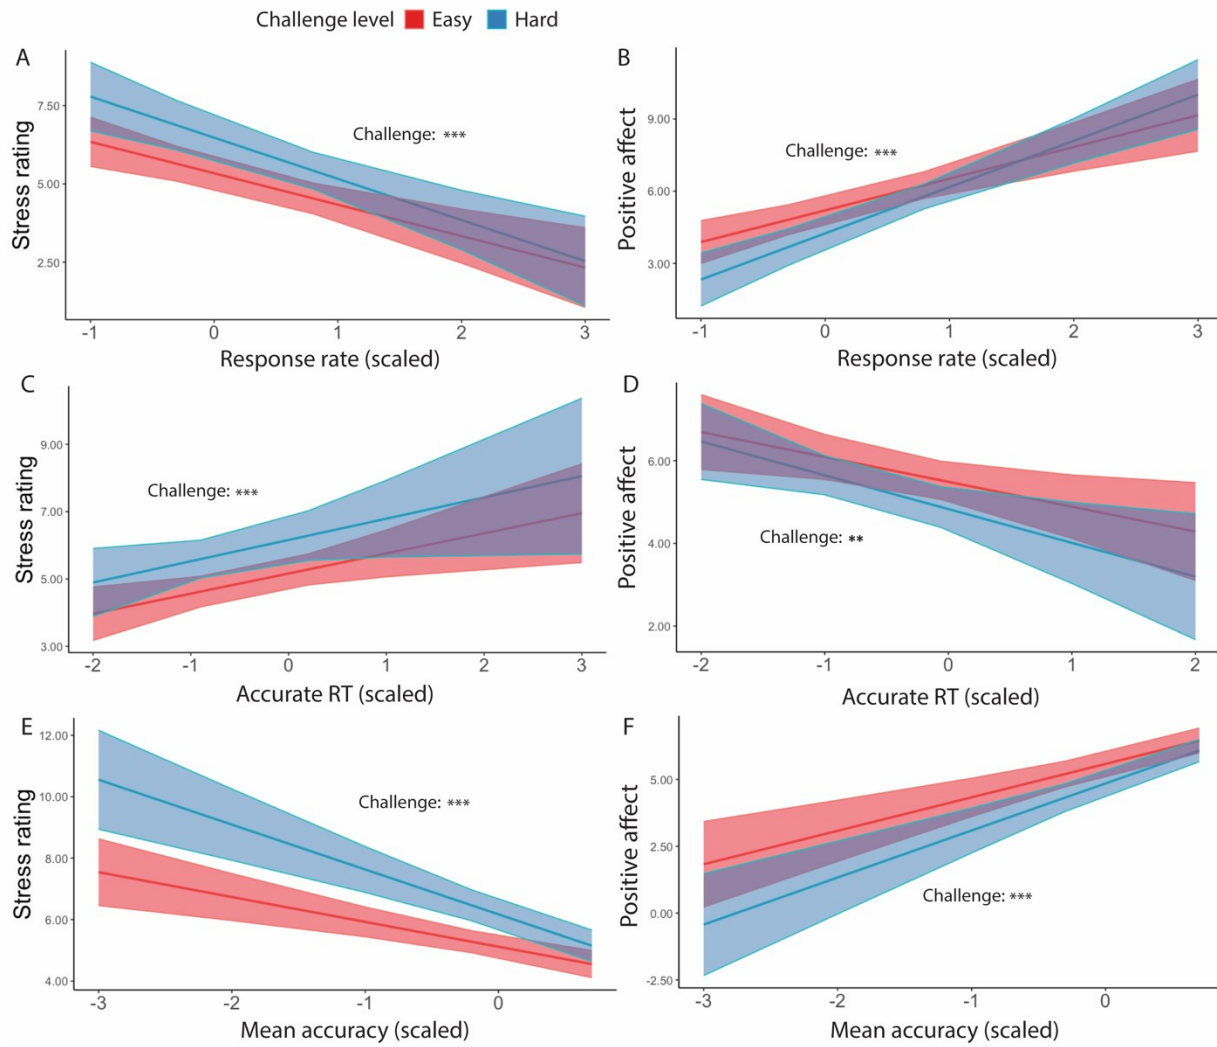 Challenge level Easy Hard
A
7.50
5.00
2.50
Stress rating
Challenge: ***
-1 0 1 2 3
Response rate (scaled)
B
9.00
6.00
3.00
Positive affect
Challenge: ***
-1 0 1 2 3
Response rate (scaled)
C
9.00
7.00
5.00
3.00
Stress rating
Challenge: ***
-2 -1 0 1 2 3
Accurate RT (scaled)
D
6.00
4.00
2.00
Positive affect
Challenge: **
-2 -1 0 1 2
Accurate RT (scaled)
E
12.00
10.00
8.00
6.00
4.00
Stress rating
Challenge: ***
-3 -2 -1 0
Mean accuracy (scaled)
F
5.00
2.50
0.00
-2.50
Positive affect
Challenge: ***
-3 -2 -1 0
Mean accuracy (scaled)